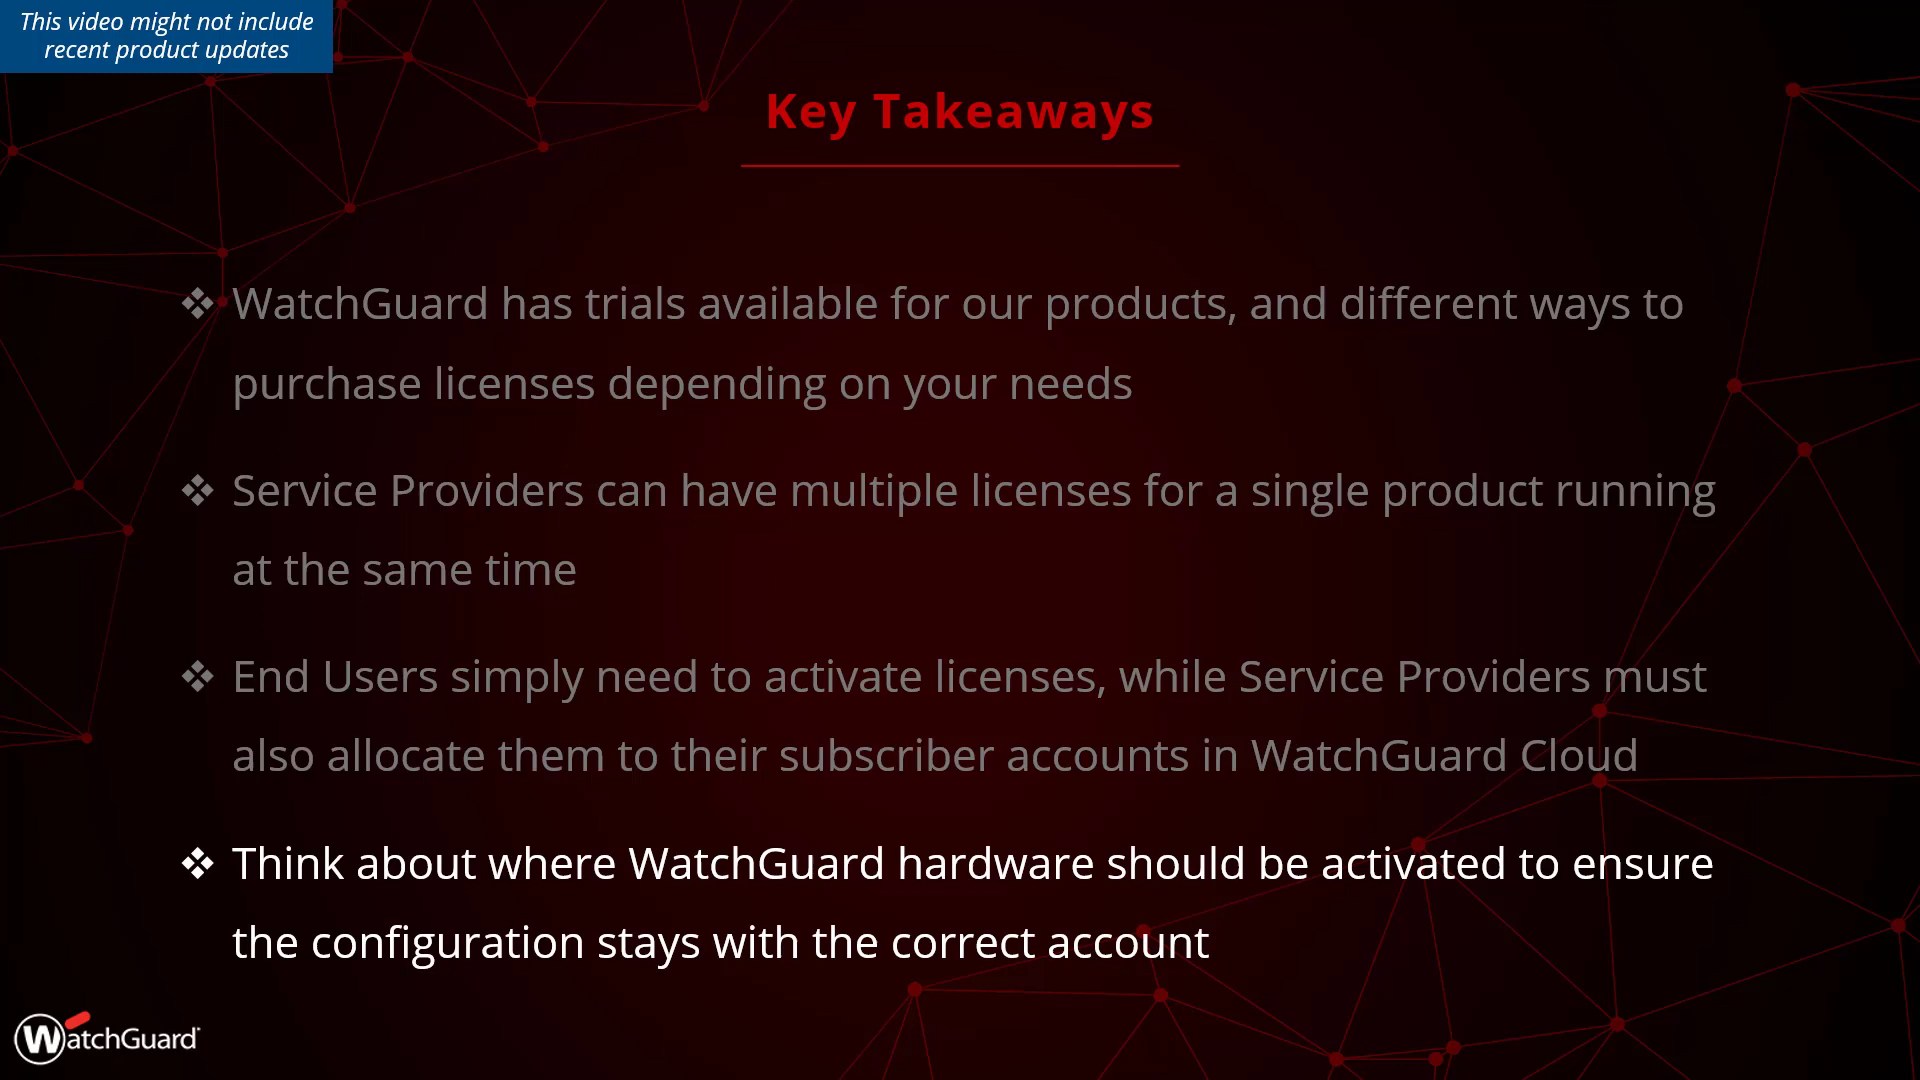 This video might not include
recent product updates
Key Takeaways
❖ WatchGuard has trials available for our products, and different ways to
purchase licenses depending on your needs
❖ Service Providers can have multiple licenses for a single product running
at the same time
❖ End Users simply need to activate licenses, while Service Providers must
also allocate them to their subscriber accounts in WatchGuard Cloud
❖ Think about where WatchGuard hardware should be activated to ensure
the configuration stays with the correct account
WatchGuard